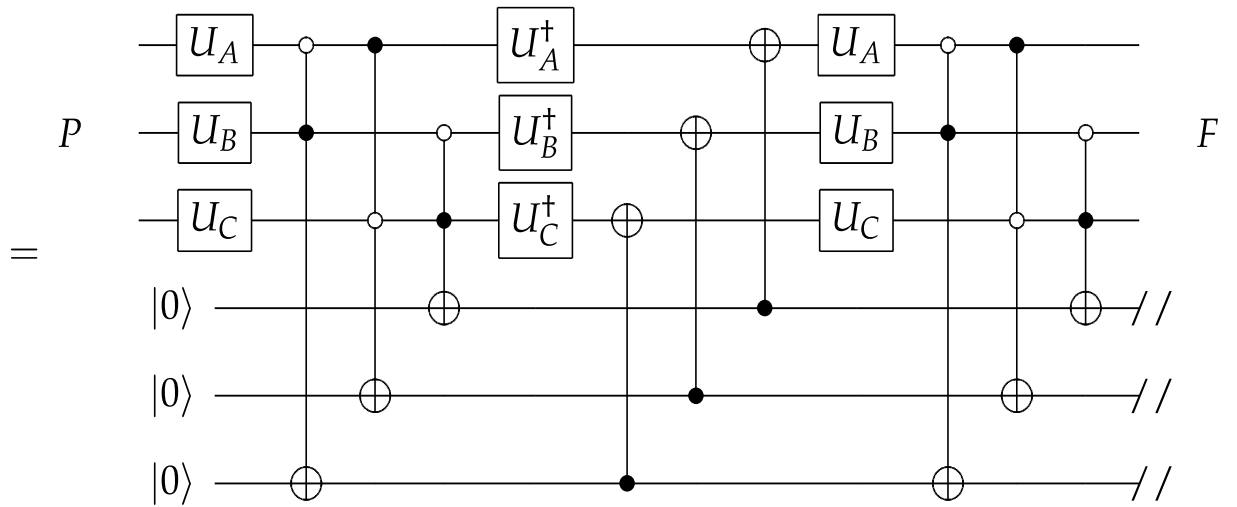 U_A U_A^† U_A
P U_B U_B^† U_B F
U_C U_C^† U_C
=
|0⟩ //
|0⟩ //
|0⟩ //